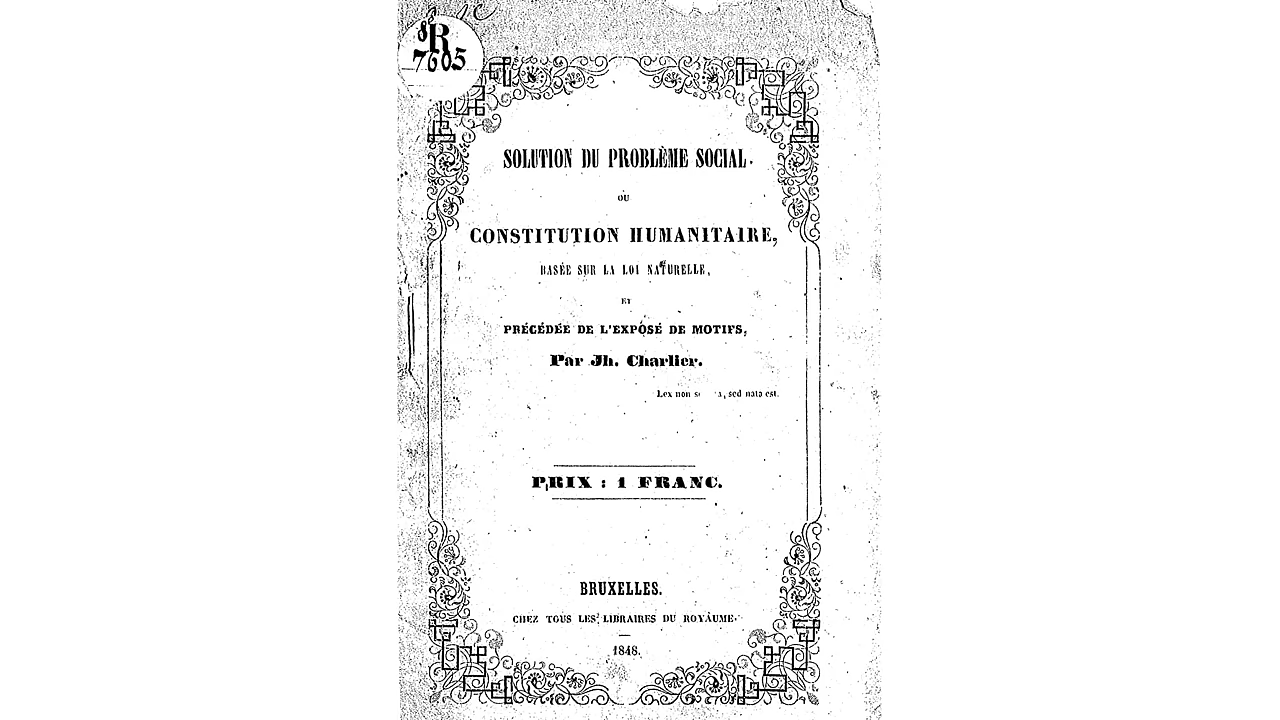 8R
7605
SOLUTION DU PROBLÈME SOCIAL.
OU
CONSTITUTION HUMANITAIRE,
BASÉE SUR LA LOI NATURELLE,
ET
PRÉCÉDÉE DE L'EXPOSÉ DE MOTIFS,
Par Jh. Charlier.
Lex non , sed nata est.
PRIX : 1 FRANC.
BRUXELLES.
CHEZ TOUS LES LIBRAIRES DU ROYAUME.
1848.